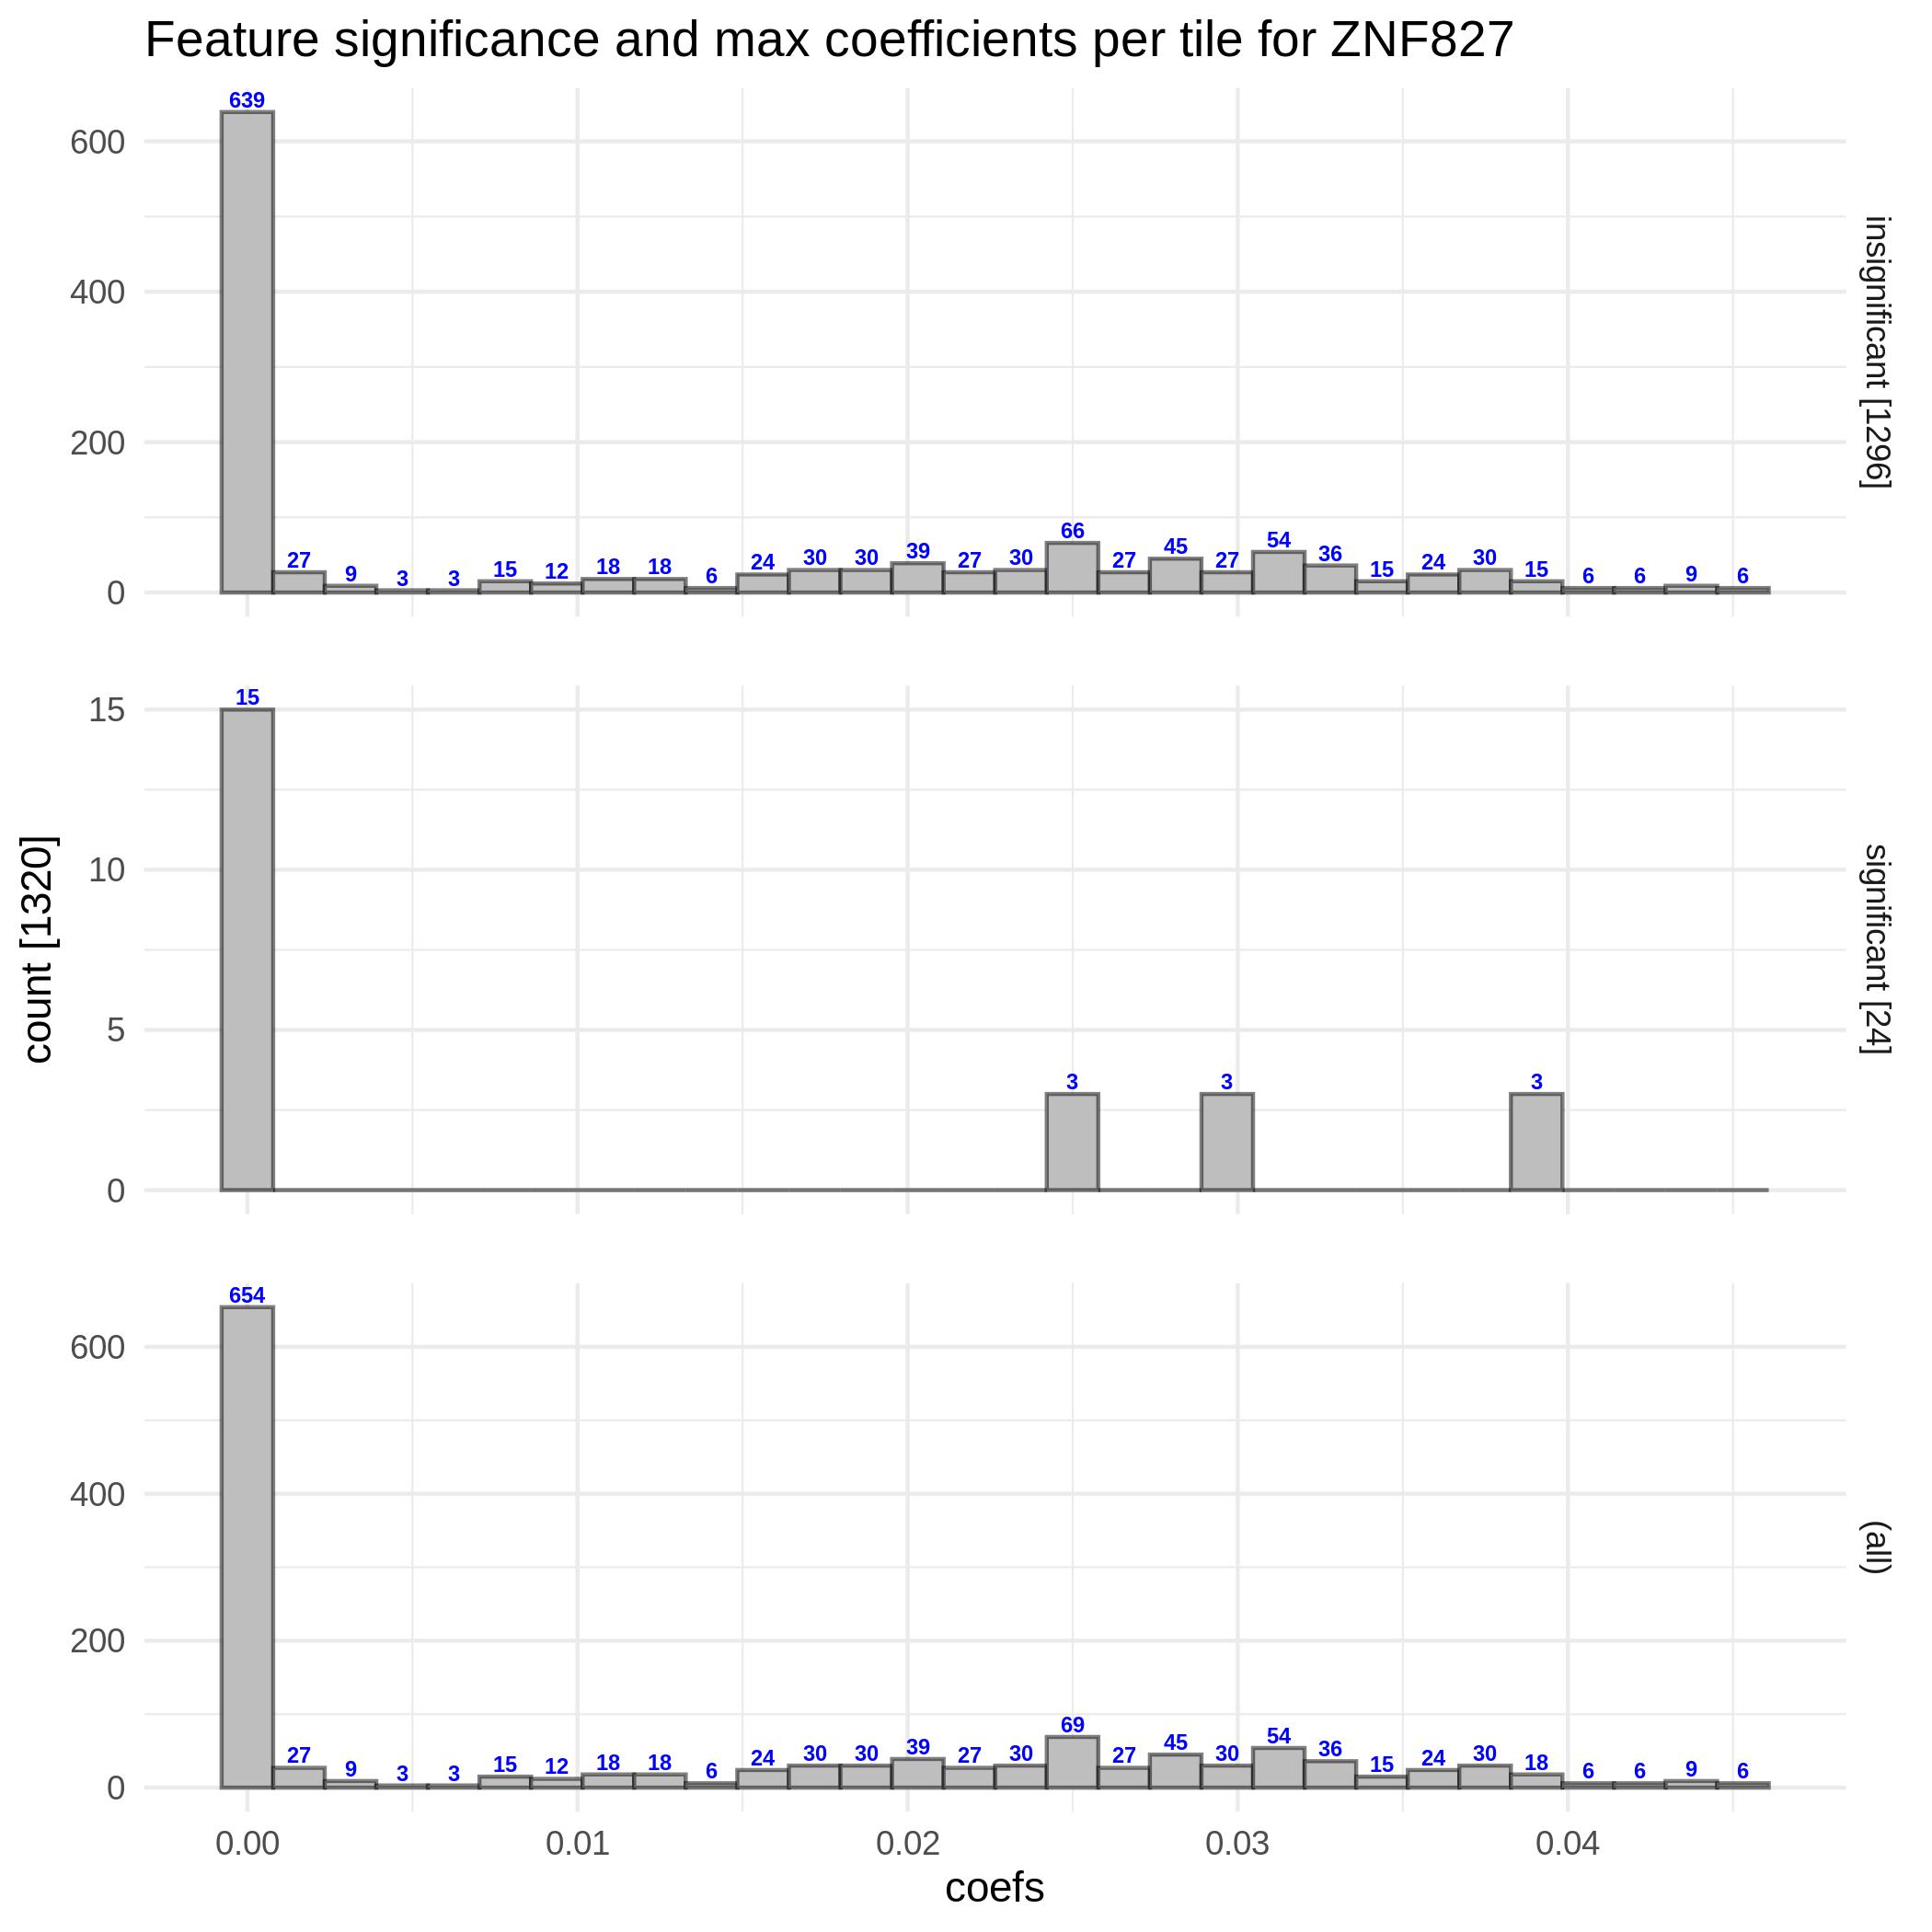 Feature significance and max coefficients per tile for ZNF827
count [1320]
600
400
200
0
639
27 9 3 3 15 12 18 18 6 24 30 30 39 27 30 66 27 45 27 54 36 15 24 30 15 6 6 9 6
insignificant [1296]
15
10
5
0
15
3 3 3
significant [24]
600
400
200
0
654
27 9 3 3 15 12 18 18 6 24 30 30 39 27 30 69 27 45 30 54 36 15 24 30 18 6 6 9 6
(all)
0.00 0.01 0.02 0.03 0.04
coefs